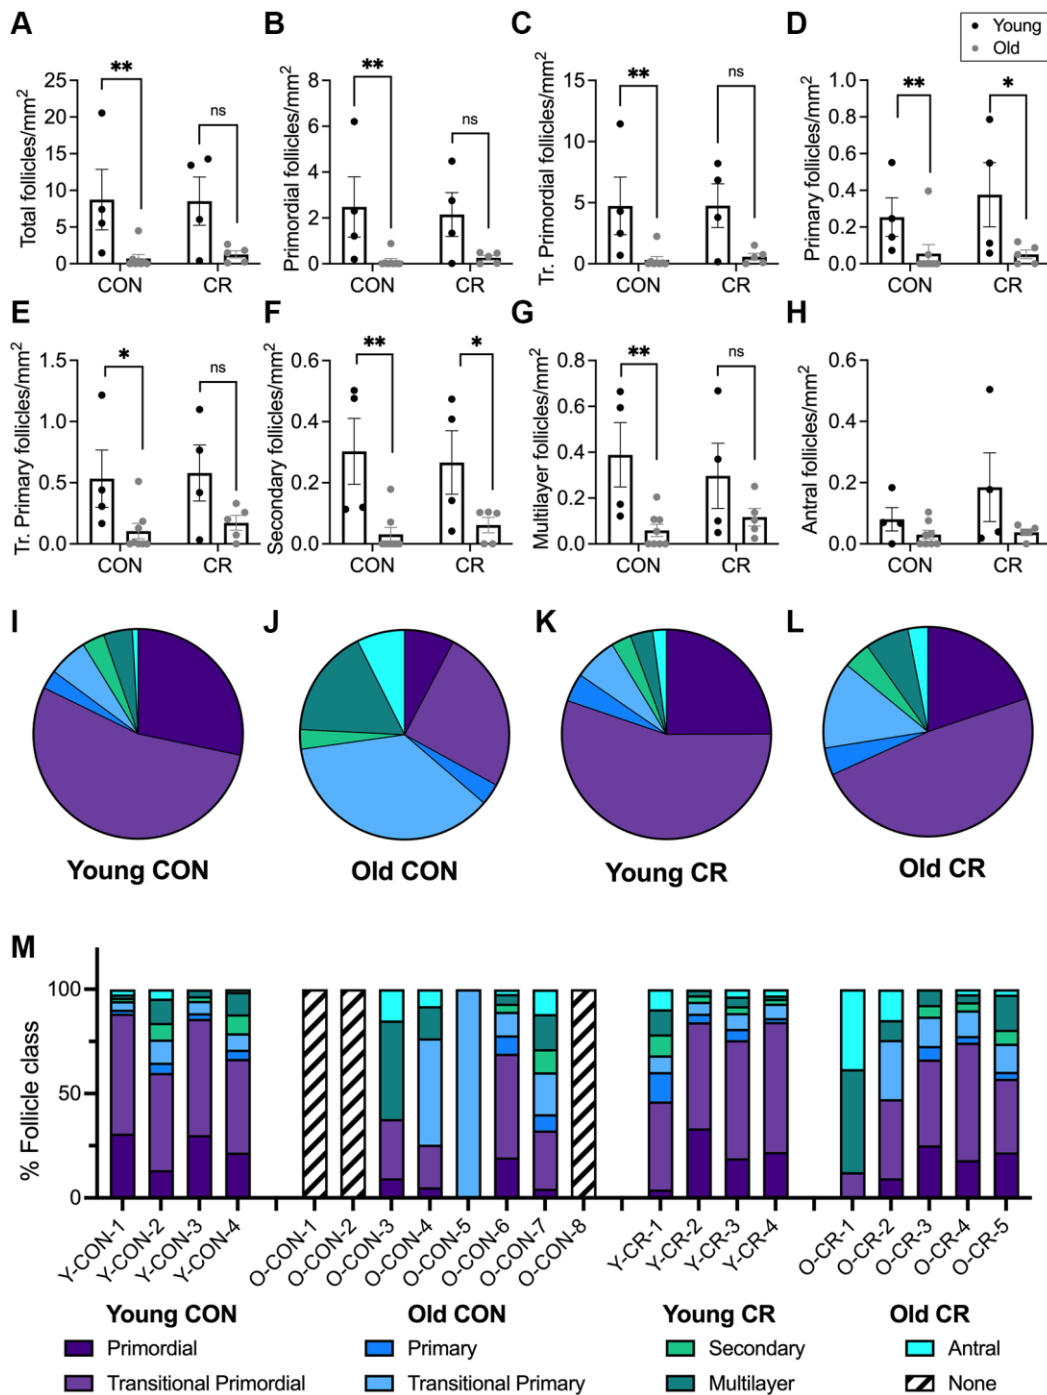 A
B
C
D
Young
Old
Total follicles/mm²
25
20
15
10
5
0
**
ns
CON
CR
Primordial follicles/mm²
8
6
4
2
0
**
ns
CON
CR
Tr. Primordial follicles/mm²
15
10
5
0
**
ns
CON
CR
Primary follicles/mm²
1.0
0.8
0.6
0.4
0.2
0.0
**
*
CON
CR
E
F
G
H
Tr. Primary follicles/mm²
1.5
1.0
0.5
0.0
*
ns
CON
CR
Secondary follicles/mm²
0.6
0.4
0.2
0.0
**
*
CON
CR
Multilayer follicles/mm²
0.8
0.6
0.4
0.2
0.0
**
ns
CON
CR
Antral follicles/mm²
0.6
0.4
0.2
0.0
CON
CR
I
J
K
L
Young CON
Old CON
Young CR
Old CR
M
% Follicle class
100
50
0
Y-CON-1
Y-CON-2
Y-CON-3
Y-CON-4
O-CON-1
O-CON-2
O-CON-3
O-CON-4
O-CON-5
O-CON-6
O-CON-7
O-CON-8
Y-CR-1
Y-CR-2
Y-CR-3
Y-CR-4
O-CR-1
O-CR-2
O-CR-3
O-CR-4
O-CR-5
Young CON
Old CON
Young CR
Old CR
Primordial
Primary
Secondary
Antral
Transitional Primordial
Transitional Primary
Multilayer
None